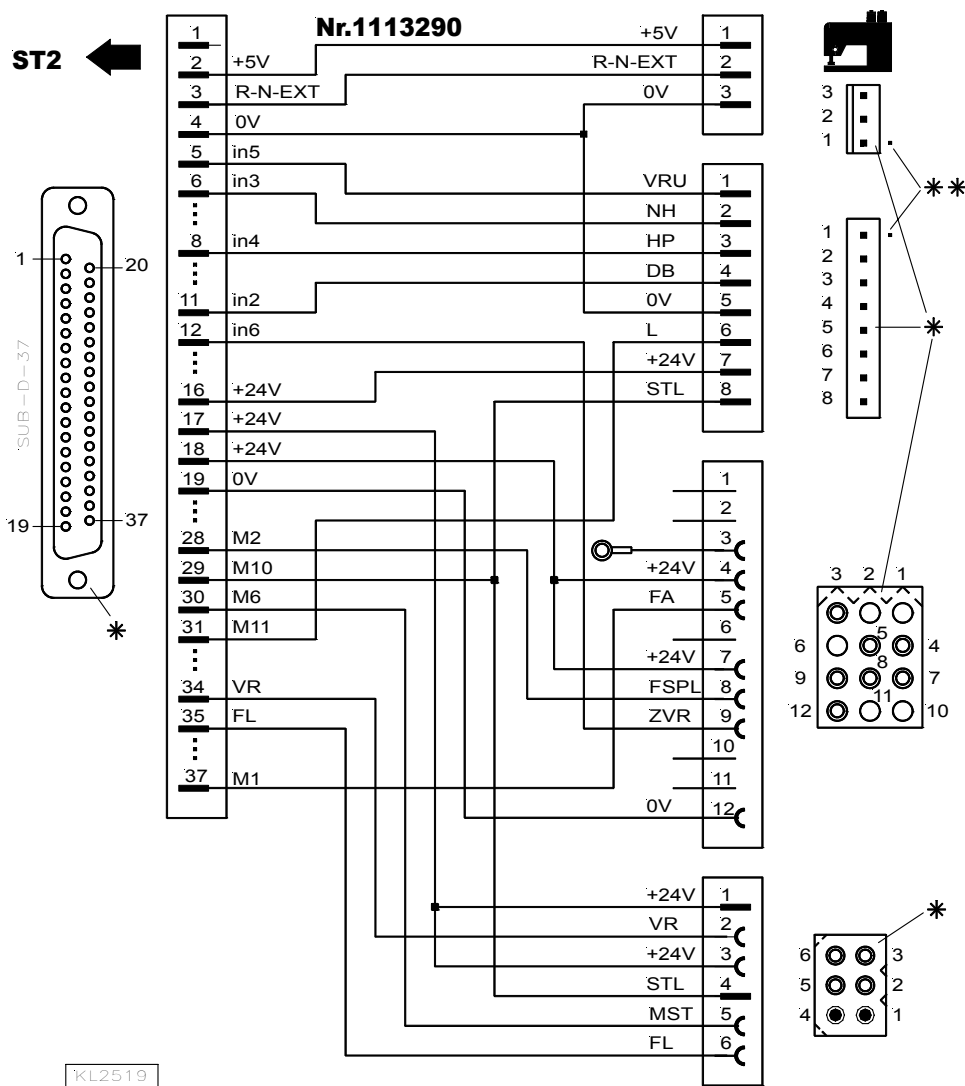 Nr.1113290
ST2
1
2 +5V
3 R-N-EXT
4 0V
5 in5
6 in3
8 in4
11 in2
12 in6
16 +24V
17 +24V
18 +24V
19 0V
28 M2
29 M10
30 M6
31 M11
34 VR
35 FL
37 M1
1
20
19
37
SUB-D-37
+5V 1
R-N-EXT 2
0V 3
VRU 1
NH 2
HP 3
DB 4
0V 5
L 6
+24V 7
STL 8
1
2
3
+24V 4
FA 5
6
+24V 7
FSPL 8
ZVR 9
10
11
0V 12
+24V 1
VR 2
+24V 3
STL 4
MST 5
FL 6
3
2
1
1
2
3
4
5
6
7
8
3 2 1
6 5 4
9 8 7
12 11 10
6 3
5 2
4 1
KL2519